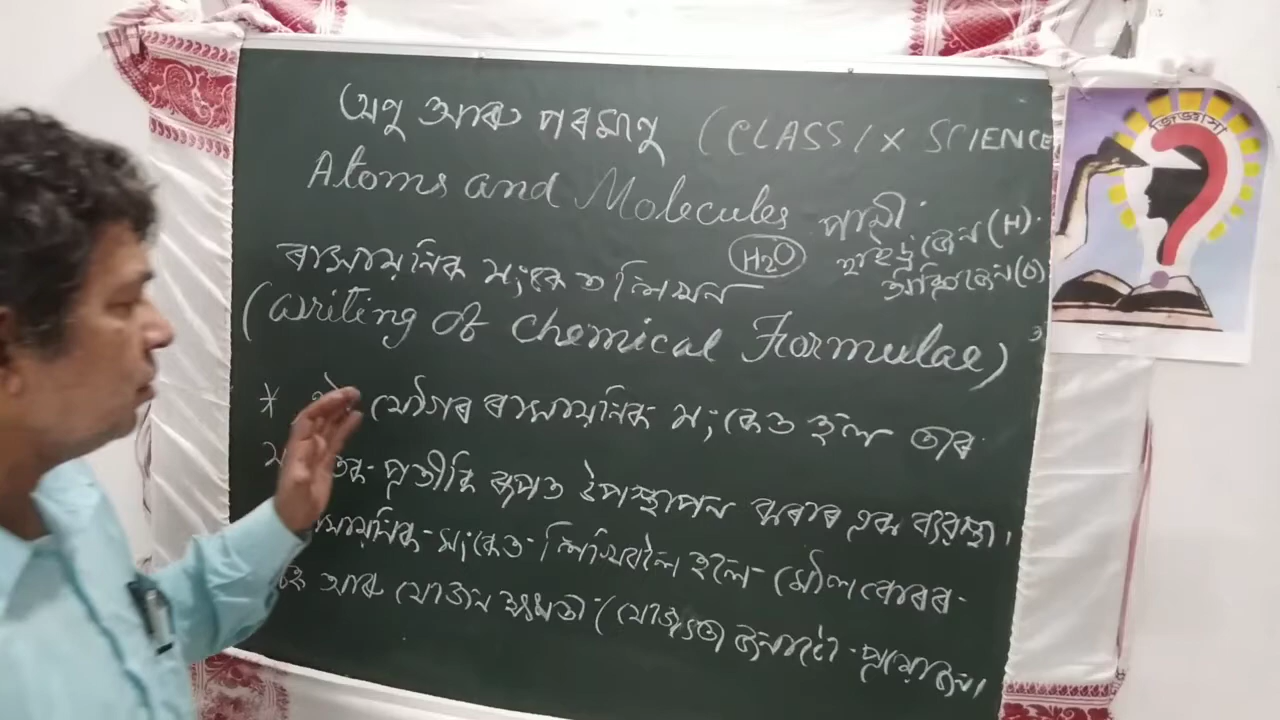 অণু আৰু পৰমাণু (CLASS IX SCIENCE
Atoms and Molecules
পানী
H2O
হাইড্ৰ'জেন (H)
অক্সিজেন (O)
ৰাসায়নিক সংকেত লিখন
(Writing of Chemical Formulae)
* যৌগৰ ৰাসায়নিক সংকেত হ'ল তাৰ
প্ৰতীকি ৰূপত উপস্থাপন কৰাৰ এক ব্যৱস্থা।
সংকেত লিখিবলৈ হ'লে মৌলবোৰৰ
আৰু যোজন ক্ষমতা (যোজ্যতা জনাটো প্ৰয়োজন।
জিজ্ঞাসা